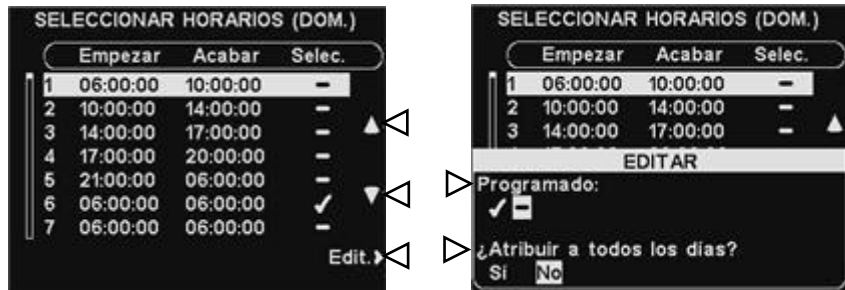 SELECCIONAR HORARIOS (DOM.)
Empezar Acabar Selec.
1 06:00:00 10:00:00 –
2 10:00:00 14:00:00 –
3 14:00:00 17:00:00 –
4 17:00:00 20:00:00 –
5 21:00:00 06:00:00 –
6 06:00:00 06:00:00 ✓
7 06:00:00 06:00:00 –
Edit.
SELECCIONAR HORARIOS (DOM.)
Empezar Acabar Selec.
1 06:00:00 10:00:00 –
2 10:00:00 14:00:00 –
3 14:00:00 17:00:00 –
EDITAR
Programado:
✓ –
¿Atribuir a todos los días?
Sí No